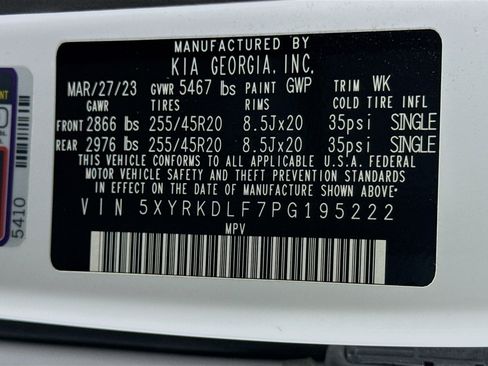 MANUFACTURED BY
KIA GEORGIA, INC.
MAR/27/23 GVWR 5467 lbs PAINT GWP TRIM WK
GAWR TIRES RIMS COLD TIRE INFL
FRONT 2866 lbs 255/45R20 8.5Jx20 35psi SINGLE
REAR 2976 lbs 255/45R20 8.5Jx20 35psi SINGLE
THIS VEHICLE CONFORMS TO ALL APPLICABLE U.S.A. FEDERAL
MOTOR VEHICLE SAFETY AND THEFT PREVENTION STANDARDS
IN EFFECT ON THE DATE OF MANUFACTURE SHOWN ABOVE.
VIN 5XYRKDLF7PG195222
MPV
5410